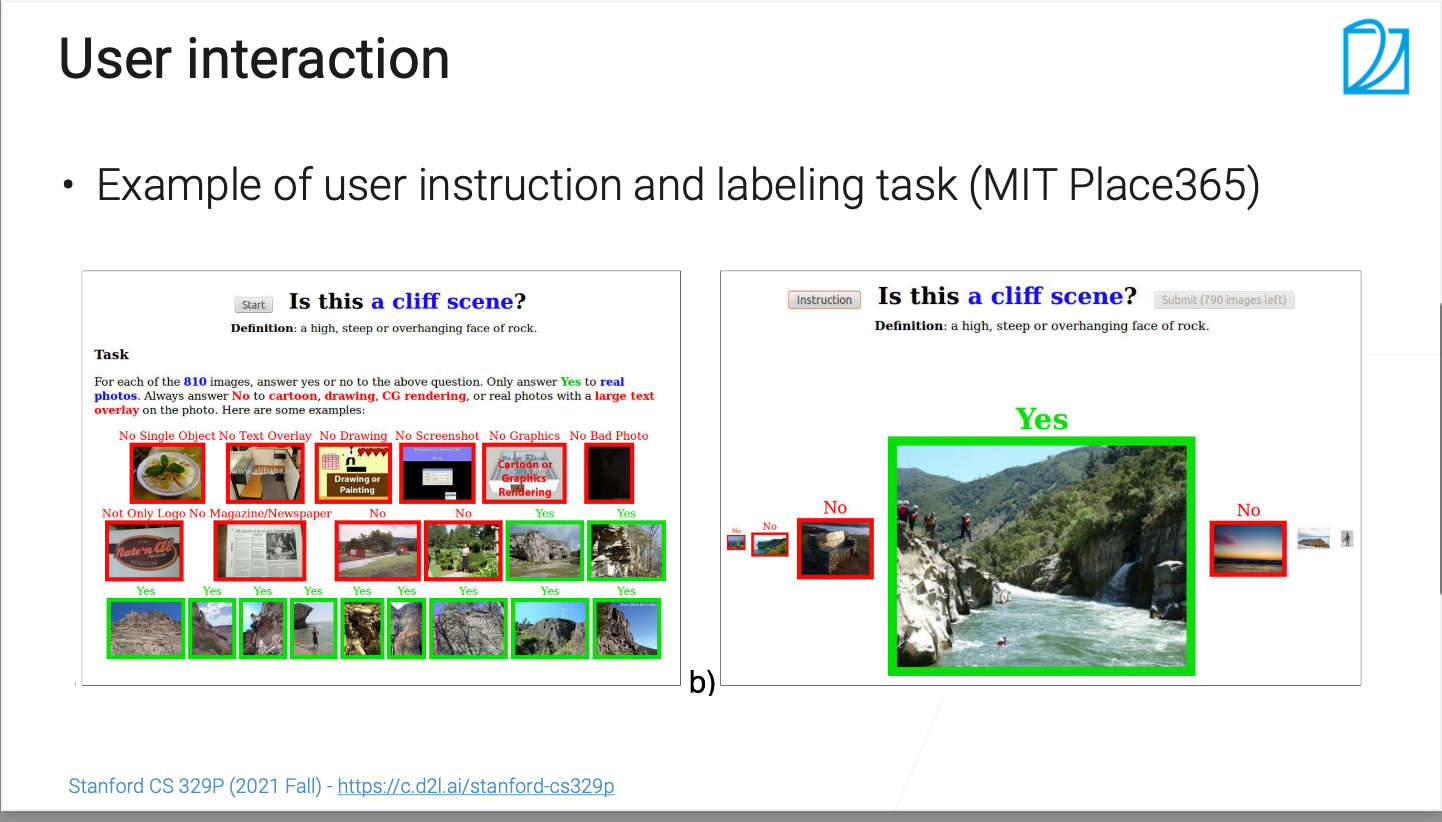 User interaction
• Example of user instruction and labeling task (MIT Place365)
Start
Is this a cliff scene?
Definition: a high, steep or overhanging face of rock.
Task
For each of the 810 images, answer yes or no to the above question. Only answer Yes to real
photos. Always answer No to cartoon, drawing, CG rendering, or real photos with a large text
overlay on the photo. Here are some examples:
No Single Object No Text Overlay No Drawing No Screenshot No Graphics No Bad Photo
www.alibaba.co
Drawing or
Painting
Cartoon or
Graphics
Rendering
Not Only Logo No Magazine/Newspaper No No Yes Yes
Nate'n Al
Yes Yes Yes Yes Yes Yes Yes Yes Yes
b)
Instruction
Is this a cliff scene?
Submit (790 images left)
Definition: a high, steep or overhanging face of rock.
Yes
No No No No
Stanford CS 329P (2021 Fall) - https://c.d2l.ai/stanford-cs329p